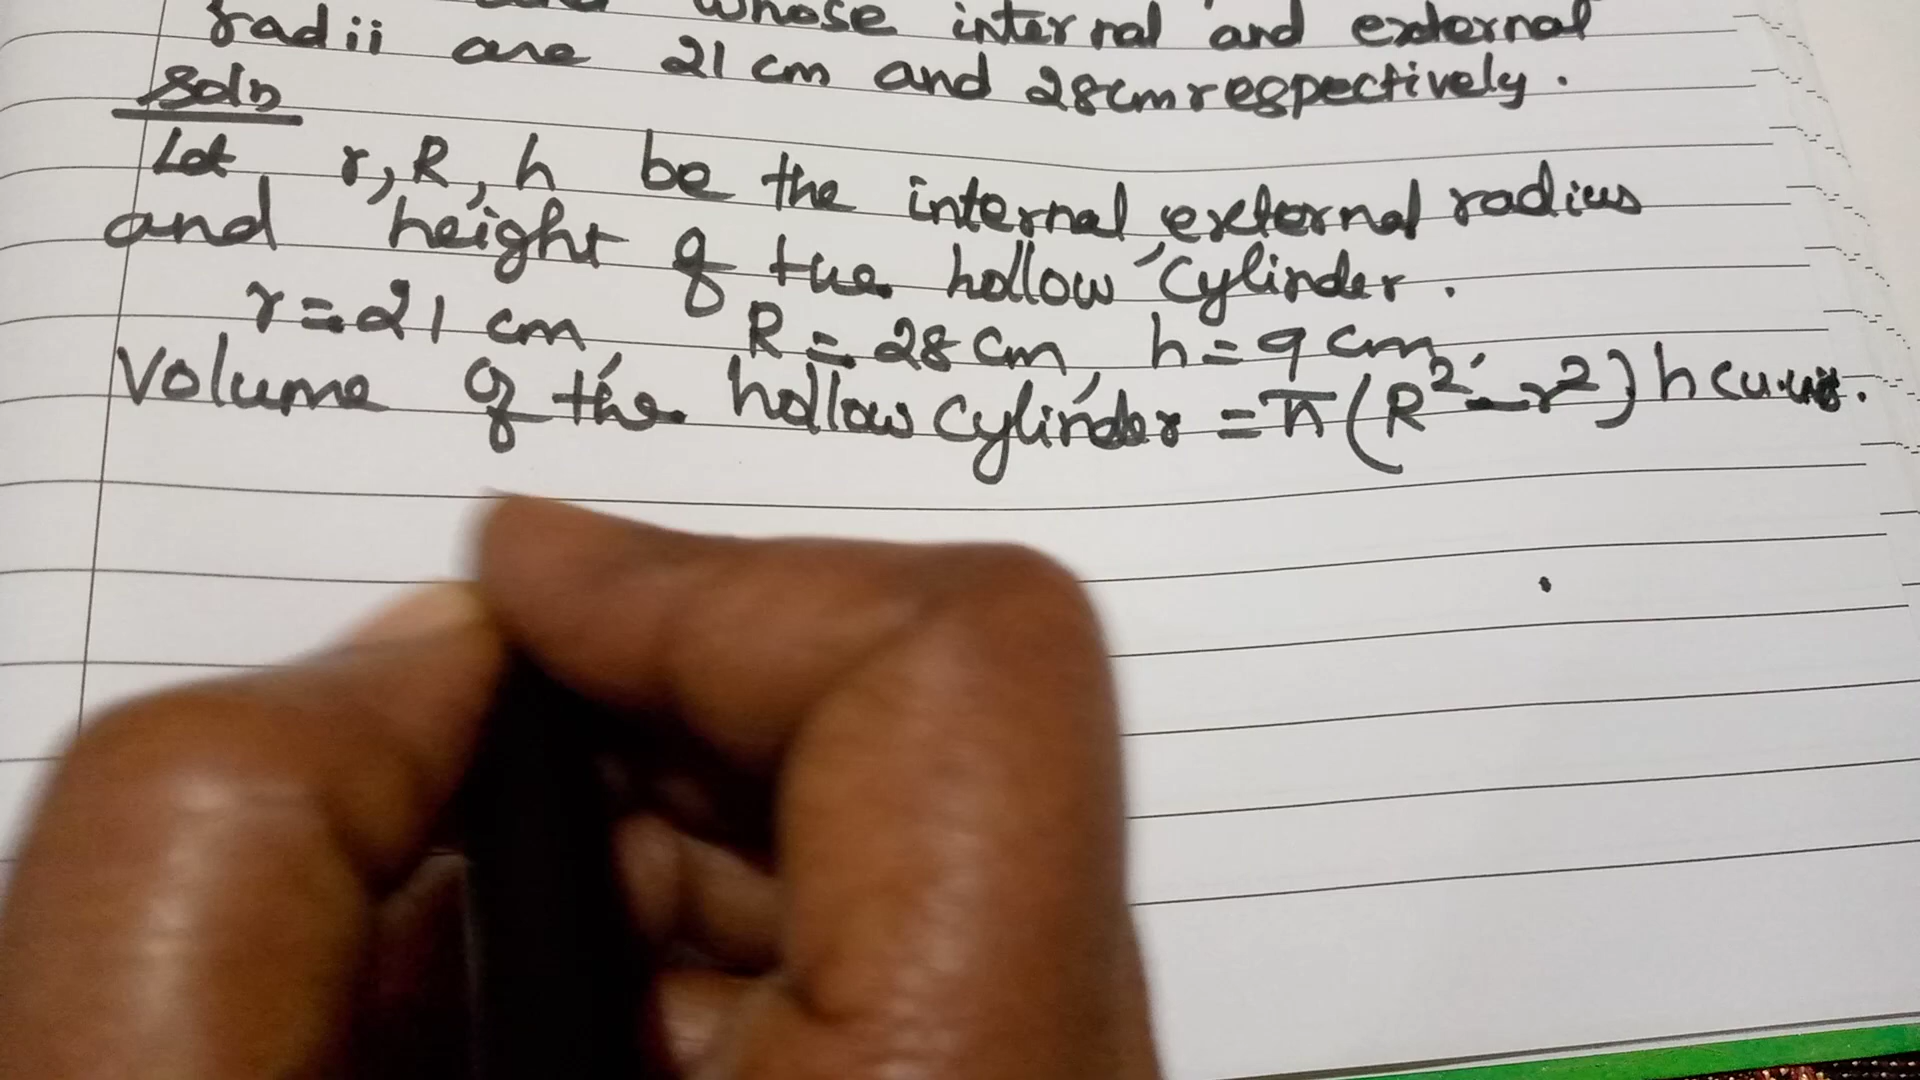 whose internal and external
radii are 21 cm and 28cm respectively.
Soln
Let r, R, h be the internal, external radius
and height of the hollow cylinder.
r = 21 cm, R = 28 cm, h = 9 cm.
Volume of the hollow cylinder = π (R² - r²) h cu.